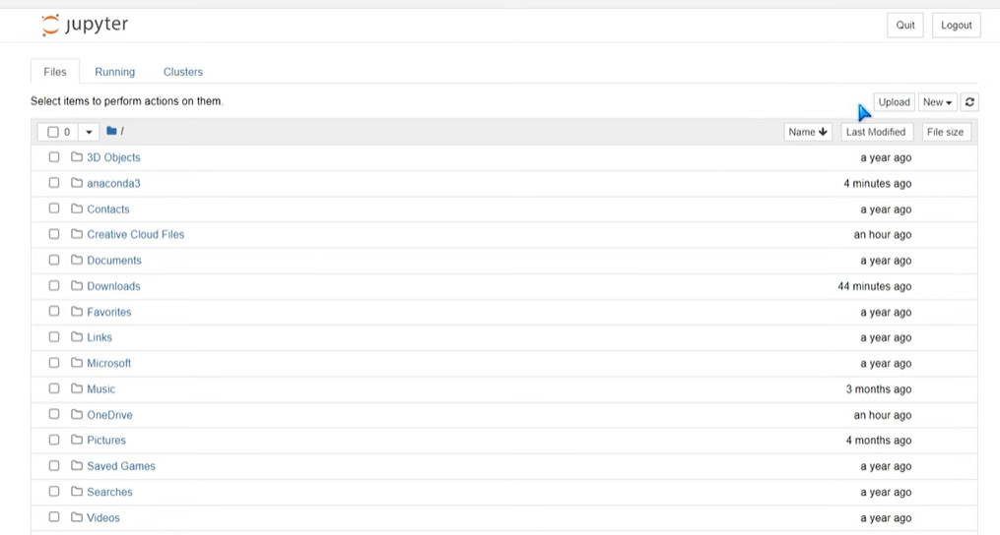 jupyter Quit Logout
Files Running Clusters
Select items to perform actions on them. Upload New
0 / Name Last Modified File size
3D Objects a year ago
anaconda3 4 minutes ago
Contacts a year ago
Creative Cloud Files an hour ago
Documents a year ago
Downloads 44 minutes ago
Favorites a year ago
Links a year ago
Microsoft a year ago
Music 3 months ago
OneDrive an hour ago
Pictures 4 months ago
Saved Games a year ago
Searches a year ago
Videos a year ago